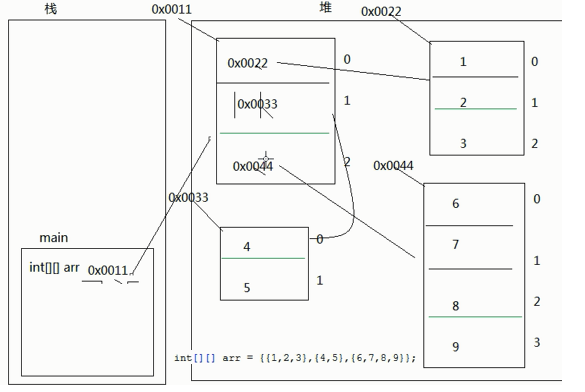 栈
0x0011
堆
0x0022
0x0022
0
0x0033
1
0x0044
2
1
0
2
1
3
2
0x0033
4
0
5
1
0x0044
6
0
7
1
8
2
9
3
main
int[][] arr 0x0011
int[][] arr = {{1,2,3},{4,5},{6,7,8,9}};